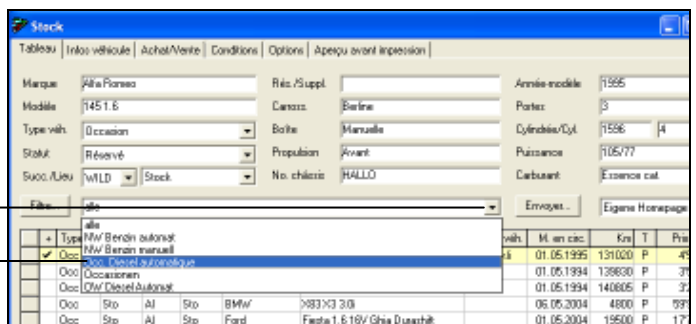 Stock
Tableau Infos véhicule Achat/Vente Conditions Options Aperçu avant impression
Marque Alfa Romeo Rés./Suppl. Année-modèle 1995
Modèle 145 1.6 Carross. Berline Portes 3
Type véh. Occasion Boîte Manuelle Cylindrée/Cyl. 1596 4
Statut Réservé Propulsion Avant Puissance 105/77
Succ./Lieu WILD Stock No. châssis HALLO Carburant Essence cat.
Filtre... alle Envoyer... Eigene Homepage
alle
+ Type NW Benzin automat véh. M. en circ. Km T Prix
NW Benzin manuell
Occ 01.05.1995 131020 P
Occ. Diesel automatique
Occ 01.05.1994 139830 P
Occasionen
Occ 01.05.1994 140805 P
OW Diesel Automat
Occ Sto Al Sto BMW X83 X3 3.0i 06.05.2004 4800 P
Occ Sto Al Sto Ford Fiesta 1.6 16V Ghia Durashift 01.05.2004 19500 P